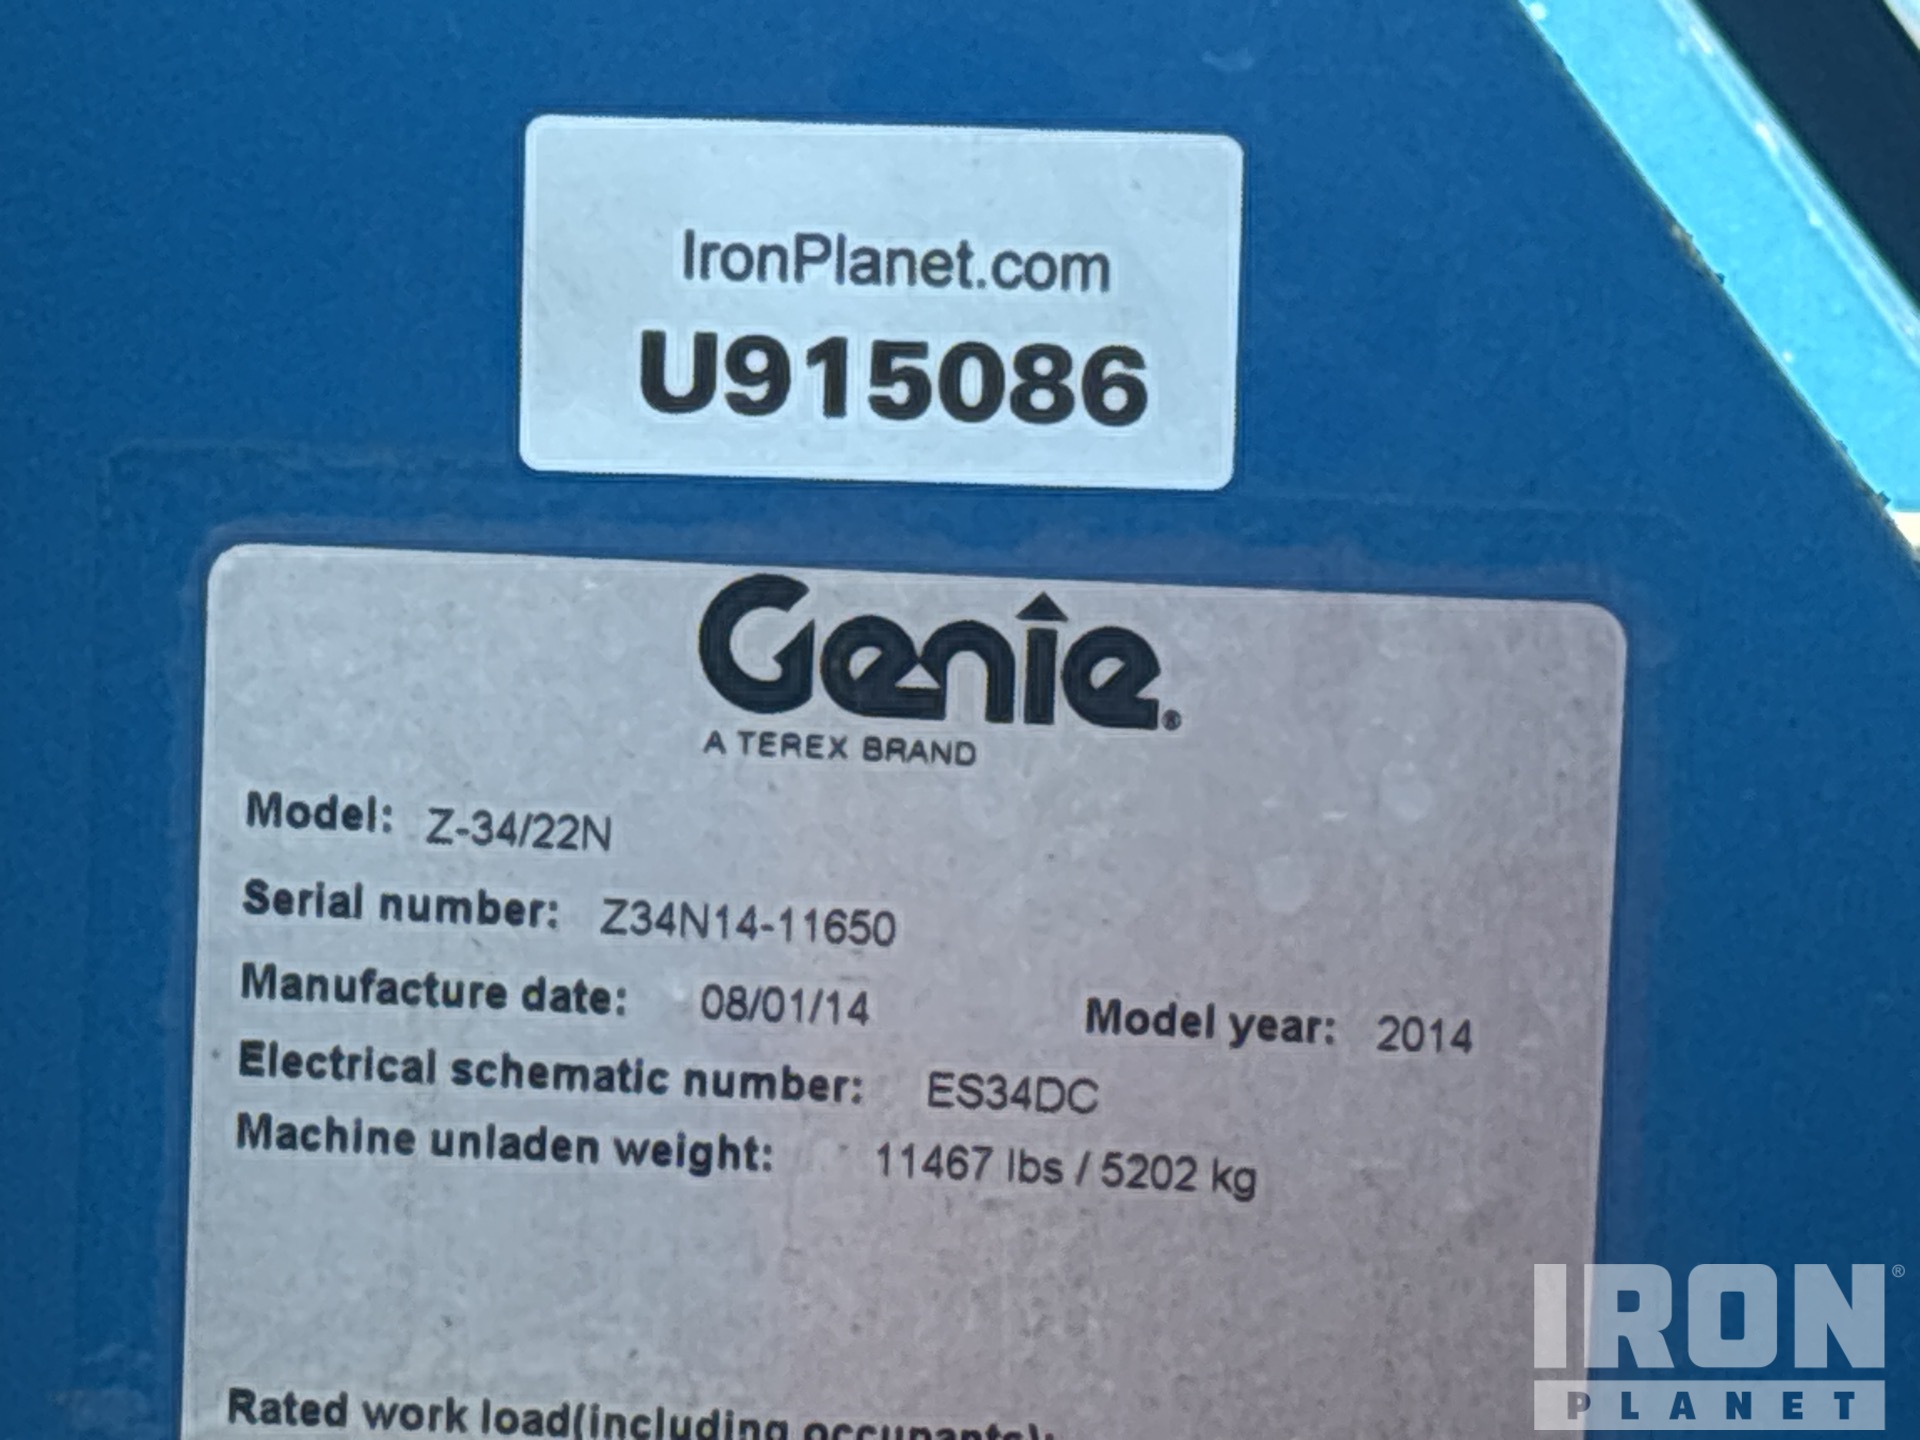 IronPlanet.com
U915086
Genie®
A TEREX BRAND
Model: Z-34/22N
Serial number: Z34N14-11650
Manufacture date: 08/01/14 Model year: 2014
Electrical schematic number: ES34DC
Machine unladen weight: 11467 lbs / 5202 kg
Rated work load(including occupants):
IRON®
PLANET